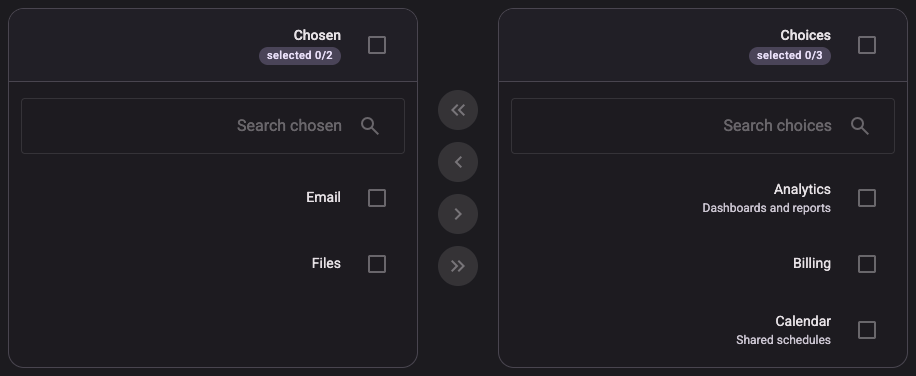 Chosen
selected 0/2
Search chosen
Email
Files
Choices
selected 0/3
Search choices
Analytics
Dashboards and reports
Billing
Calendar
Shared schedules